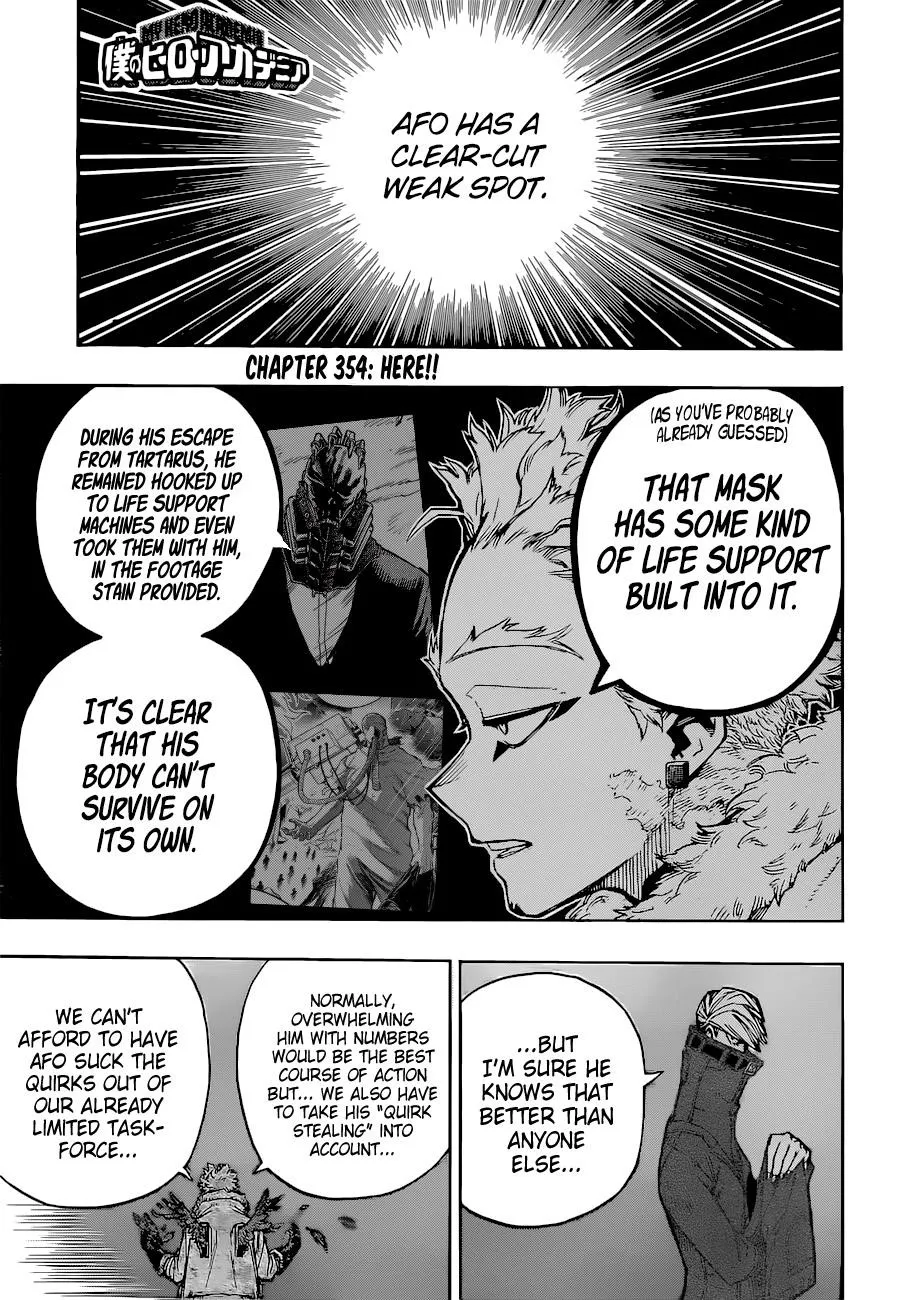 MY HERO ACADEMIA
僕のヒーローアカデミア
AFO HAS A
CLEAR-CUT
WEAK SPOT.
CHAPTER 354: HERE!!
(AS YOU'VE PROBABLY
ALREADY GUESSED)
THAT MASK
HAS SOME KIND
OF LIFE SUPPORT
BUILT INTO IT.
DURING HIS ESCAPE
FROM TARTARUS, HE
REMAINED HOOKED UP
TO LIFE SUPPORT
MACHINES AND EVEN
TOOK THEM WITH HIM,
IN THE FOOTAGE
STAIN PROVIDED.
IT'S CLEAR
THAT HIS
BODY CAN'T
SURVIVE ON
ITS OWN.
...BUT
I'M SURE HE
KNOWS THAT
BETTER THAN
ANYONE
ELSE...
NORMALLY,
OVERWHELMING
HIM WITH NUMBERS
WOULD BE THE BEST
COURSE OF ACTION
BUT... WE ALSO HAVE
TO TAKE HIS "QUIRK
STEALING" INTO
ACCOUNT...
WE CAN'T
AFFORD TO HAVE
AFO SUCK THE
QUIRKS OUT OF
OUR ALREADY
LIMITED TASK-
FORCE...